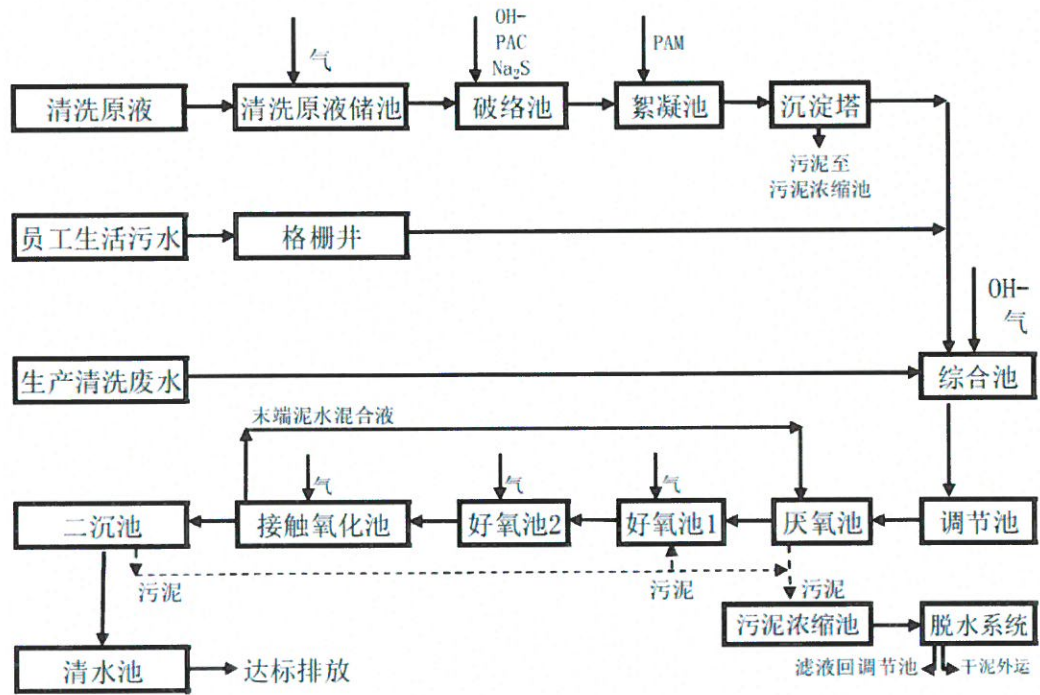 OH-
PAC
Na₂S
气
PAM
清洗原液
清洗原液储池
破络池
絮凝池
沉淀塔
污泥至
污泥浓缩池
员工生活污水
格栅井
OH-
气
生产清洗废水
综合池
末端泥水混合液
气
气
气
二沉池
接触氧化池
好氧池2
好氧池1
厌氧池
调节池
污泥
污泥
污泥
污泥浓缩池
脱水系统
清水池
达标排放
滤液回调节池
干泥外运